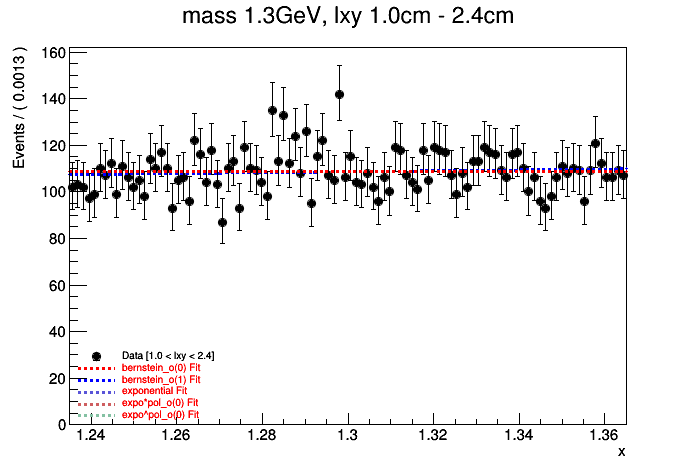 mass 1.3GeV, lxy 1.0cm - 2.4cm
Events / ( 0.0013 )
160
140
120
100
80
60
40
20
0
Data [1.0 < lxy < 2.4]
bernstein_o(0) Fit
bernstein_o(1) Fit
exponential Fit
expo*pol_o(0) Fit
expo^pol_o(0) Fit
1.24 1.26 1.28 1.3 1.32 1.34 1.36
x